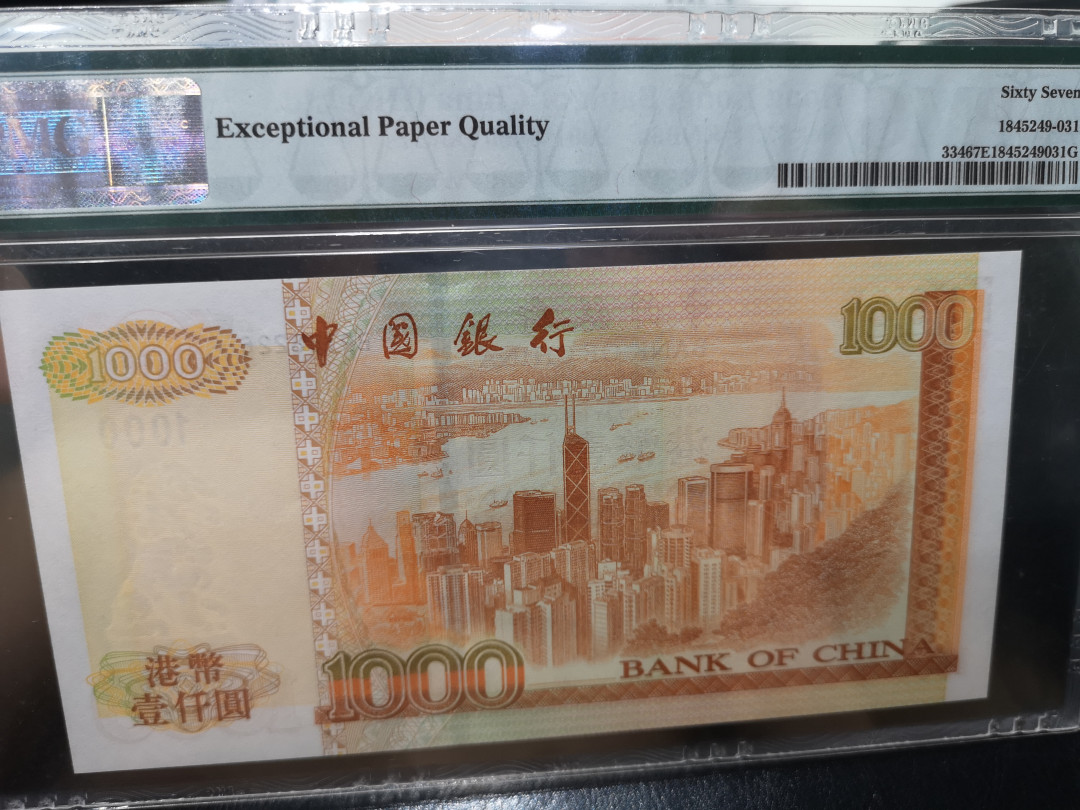 Sixty Seven
Exceptional Paper Quality
1845249-031
33467E1845249031G
中國銀行
1000
1000
港幣
壹仟圓
1000
BANK OF CHINA